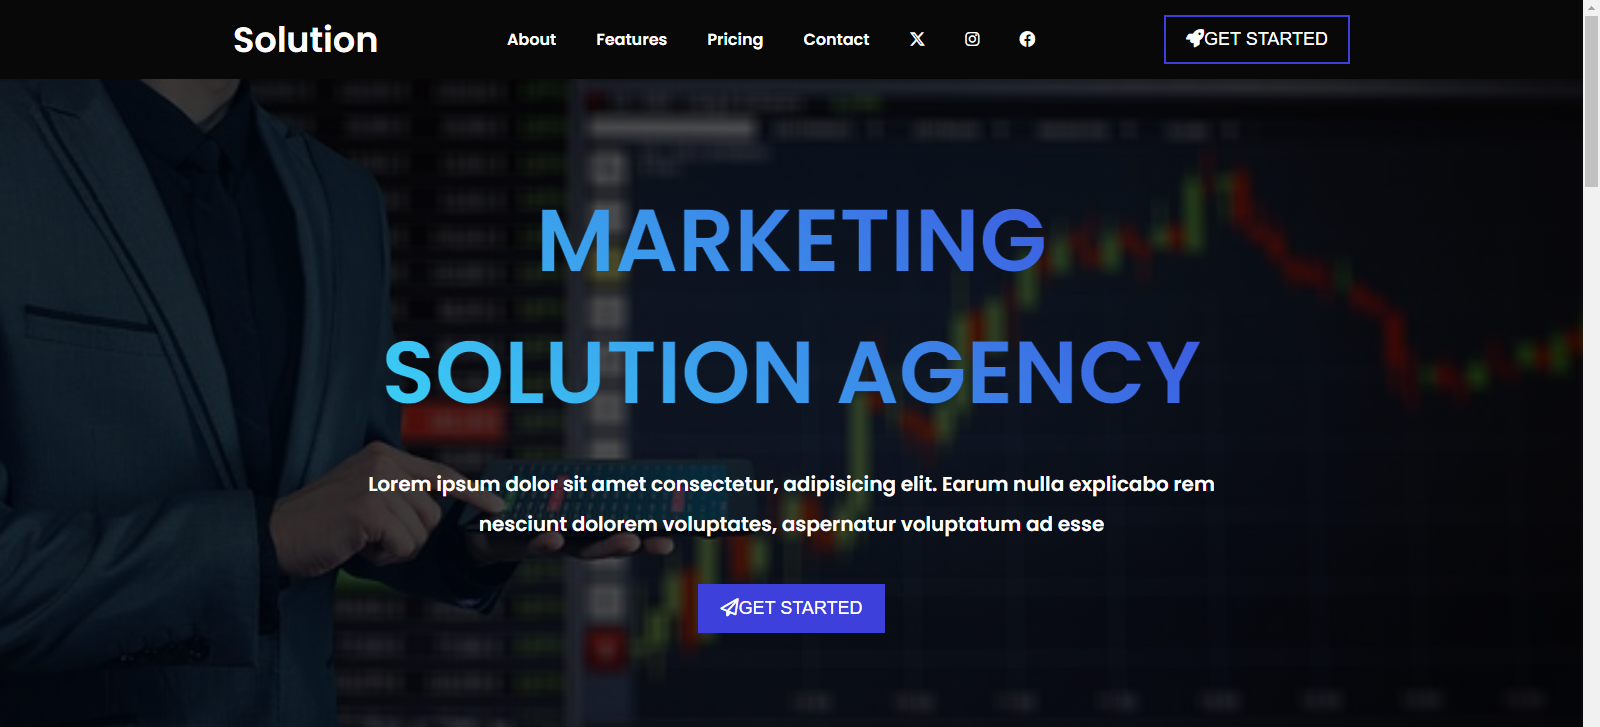 Solution
About
Features
Pricing
Contact
GET STARTED
MARKETING
SOLUTION AGENCY
Lorem ipsum dolor sit amet consectetur, adipisicing elit. Earum nulla explicabo rem
nesciunt dolorem voluptates, aspernatur voluptatum ad esse
GET STARTED